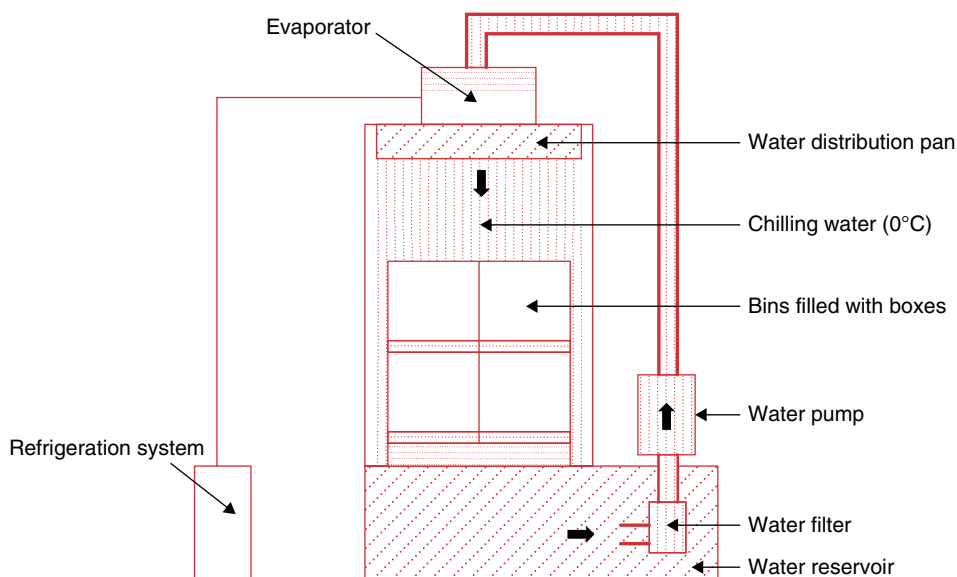 Evaporator
Water distribution pan
Chilling water (0°C)
Bins filled with boxes
Water pump
Refrigeration system
Water filter
Water reservoir